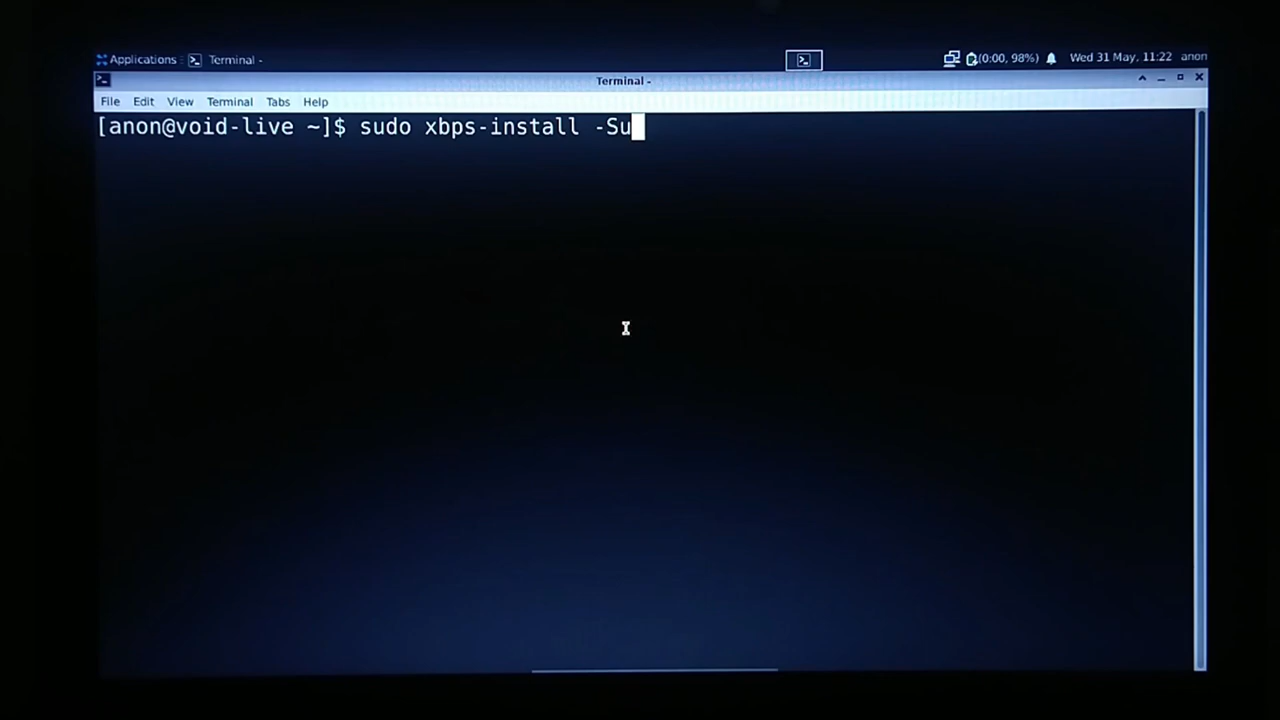 Applications
Terminal -
(0:00, 98%)
Wed 31 May, 11:22
anon
Terminal -
File Edit View Terminal Tabs Help
[anon@void-live ~]$ sudo xbps-install -Su